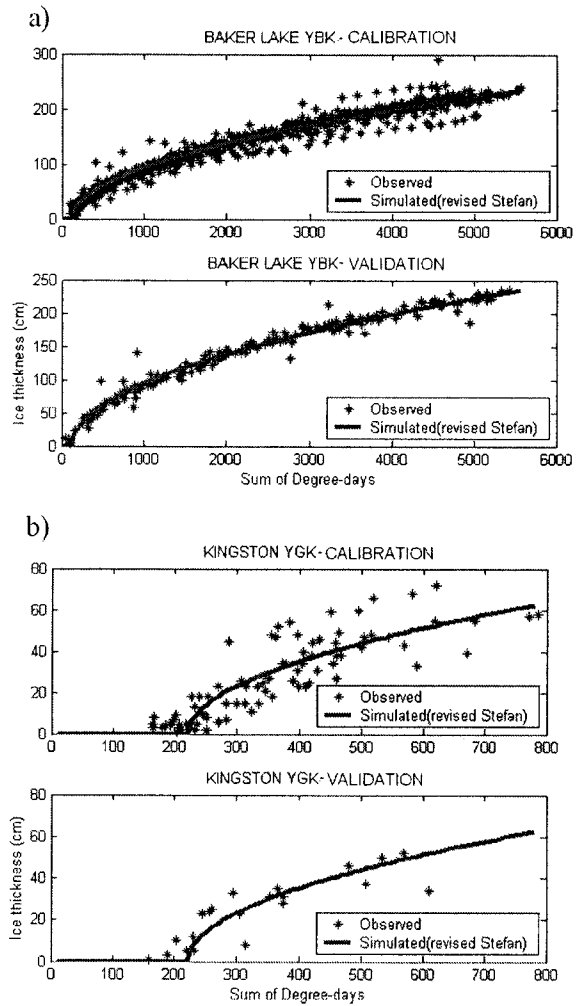 a)
BAKER LAKE YBK- CALIBRATION
300
200
100
0
0 1000 2000 3000 4000 5000 6000
Observed
Simulated(revised Stefan)
BAKER LAKE YBK- VALIDATION
250
200
150
100
50
0
Ice thickness (cm)
0 1000 2000 3000 4000 5000 6000
Observed
Simulated(revised Stefan)
Sum of Degree-days
b)
KINGSTON YGK- CALIBRATION
80
60
40
20
0
0 100 200 300 400 500 600 700 800
Observed
Simulated(revised Stefan)
KINGSTON YGK- VALIDATION
80
60
40
20
0
Ice thickness (cm)
0 100 200 300 400 500 600 700 800
Observed
Simulated(revised Stefan)
Sum of Degree-days